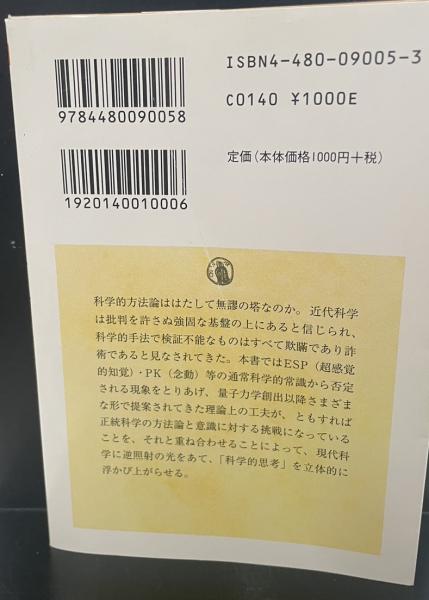 ISBN4-480-09005-3
C0140 ¥1000E
9784480090058
定価(本体価格1000円+税)
1920140010006
科学的方法論ははたして無謬の塔なのか。近代科学
は批判を許さぬ強固な基盤の上にあると信じられ、
科学的手法で検証不能なものはすべて欺瞞であり詐
術であると見なされてきた。本書ではESP(超感覚
的知覚)・PK(念動)等の通常科学的常識から否定
される現象をとりあげ、量子力学創出以降さまざま
な形で提案されてきた理論上の工夫が、ともすれば
正統科学の方法論と意識に対する挑戦になっている
ことを、それと重ね合わせることによって、現代科
学に逆照射の光をあて、「科学的思考」を立体的に
浮かび上がらせる。